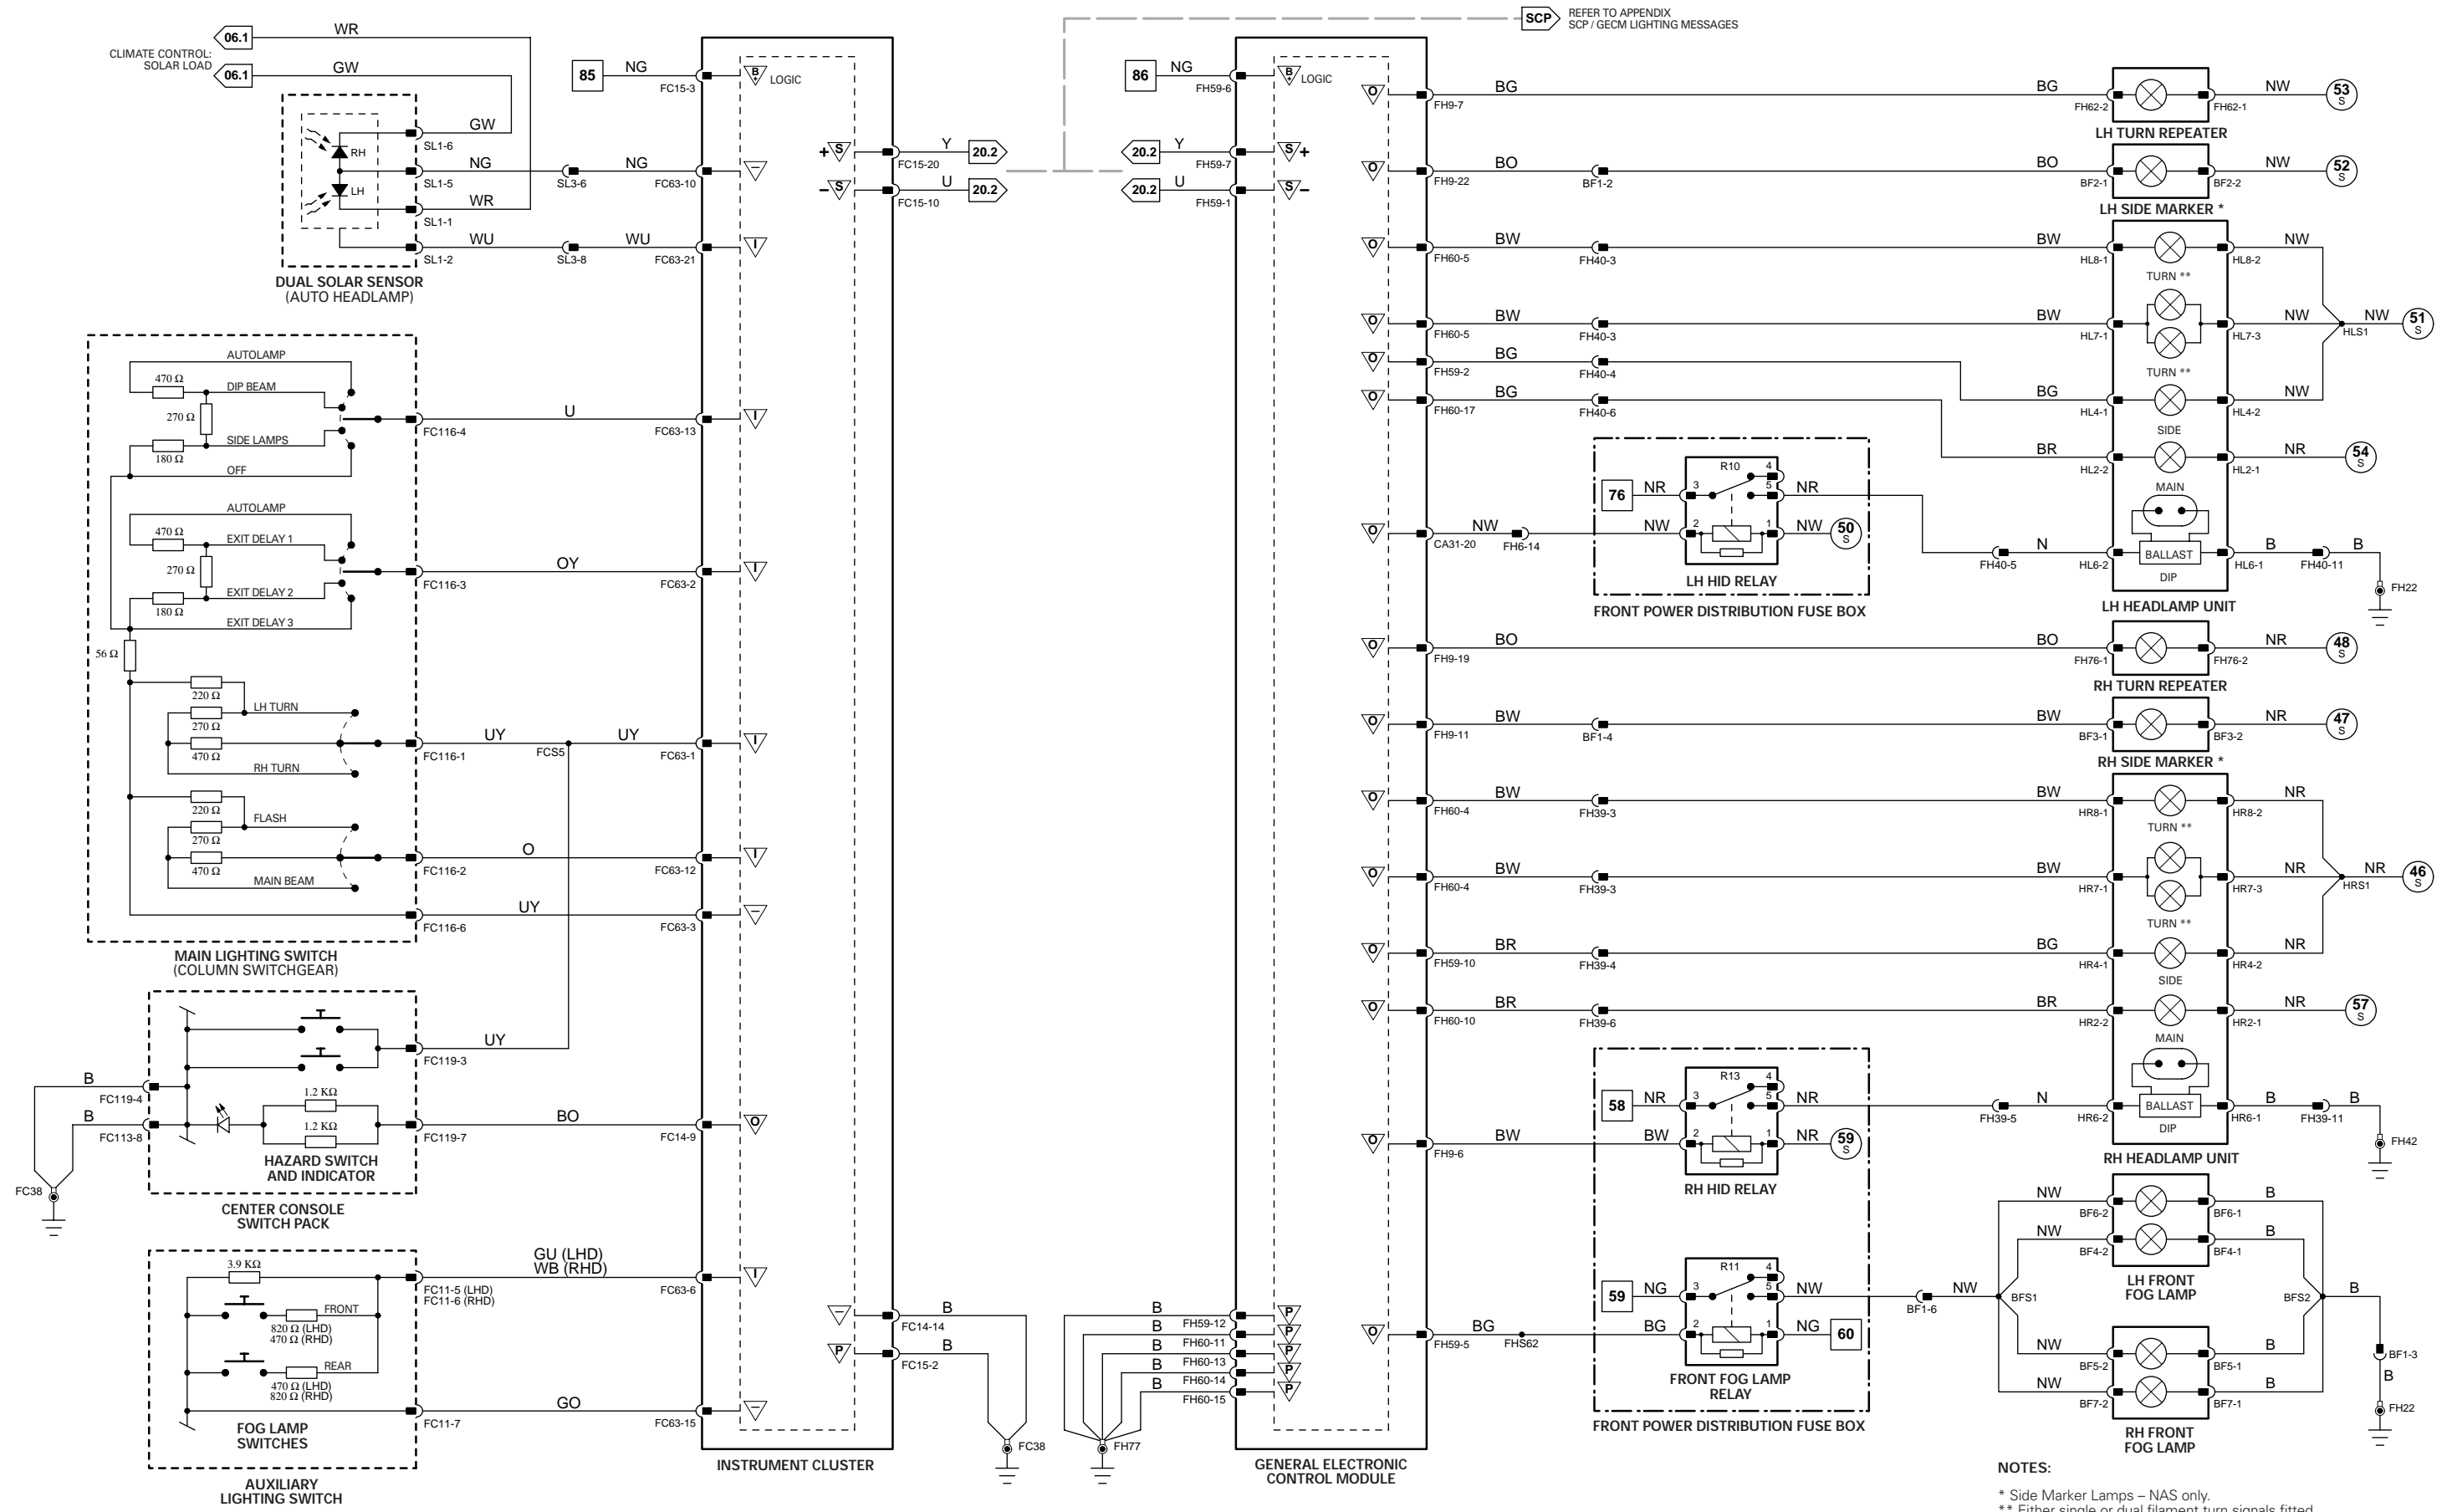 SCP
REFER TO APPENDIX
SCP / GECM LIGHTING MESSAGES
06.1
WR
CLIMATE CONTROL:
SOLAR LOAD
06.1
GW
RH
LH
SL1-6
GW
SL1-5
NG
SL3-6
NG
FC63-10
SL1-1
WR
SL1-2
WU
SL3-8
WU
FC63-21
DUAL SOLAR SENSOR
(AUTO HEADLAMP)
AUTOLAMP
470 Ω
DIP BEAM
270 Ω
SIDE LAMPS
180 Ω
OFF
FC116-4
U
FC63-13
AUTOLAMP
470 Ω
EXIT DELAY 1
270 Ω
EXIT DELAY 2
180 Ω
EXIT DELAY 3
FC116-3
OY
FC63-2
56 Ω
220 Ω
LH TURN
270 Ω
470 Ω
RH TURN
FC116-1
UY
FCS5
UY
FC63-1
220 Ω
FLASH
270 Ω
470 Ω
MAIN BEAM
FC116-2
O
FC63-12
FC116-6
UY
FC63-3
MAIN LIGHTING SWITCH
(COLUMN SWITCHGEAR)
FC119-3
UY
B
FC119-4
B
FC113-8
1.2 KΩ
1.2 KΩ
FC119-7
BO
FC14-9
HAZARD SWITCH
AND INDICATOR
FC38
CENTER CONSOLE
SWITCH PACK
3.9 KΩ
FRONT
820 Ω (LHD)
470 Ω (RHD)
REAR
470 Ω (LHD)
820 Ω (RHD)
GU (LHD)
WB (RHD)
FC11-5 (LHD)
FC11-6 (RHD)
FC63-6
FC11-7
GO
FC63-15
FOG LAMP
SWITCHES
AUXILIARY
LIGHTING SWITCH
85
NG
FC15-3
B+
LOGIC
+ S
FC15-20
Y
20.2
– S
FC15-10
U
20.2
–
I
I
I
I
I
–
O
I
–
–
FC14-14
B
P
FC15-2
B
FC38
INSTRUMENT CLUSTER
86
NG
FH59-6
B+
LOGIC
20.2
Y
FH59-7
S +
20.2
U
FH59-1
S –
B
FH59-12
P
B
FH60-11
P
B
FH60-13
P
B
FH60-14
P
B
FH60-15
P
FH77
GENERAL ELECTRONIC
CONTROL MODULE
O
FH9-7
BG
BG
FH62-2
FH62-1
NW
53
S
LH TURN REPEATER
O
FH9-22
BO
BF1-2
BO
BF2-1
BF2-2
NW
52
S
LH SIDE MARKER *
O
FH60-5
BW
FH40-3
BW
HL8-1
HL8-2
NW
TURN **
O
FH60-5
BW
FH40-3
BW
HL7-1
HL7-3
NW
HLS1
NW
51
S
TURN **
O
FH59-2
BG
FH40-4
BG
HL4-1
HL4-2
NW
SIDE
O
FH60-17
BG
FH40-6
BR
HL2-2
HL2-1
NR
54
S
MAIN
76
NR
R10
3
4
5
NR
O
CA31-20
NW
FH6-14
NW
2
1
NW
50
S
LH HID RELAY
FRONT POWER DISTRIBUTION FUSE BOX
FH40-5
N
HL6-2
BALLAST
HL6-1
B
FH40-11
B
DIP
FH22
LH HEADLAMP UNIT
O
FH9-19
BO
BO
FH76-1
FH76-2
NR
48
S
RH TURN REPEATER
O
FH9-11
BW
BF1-4
BW
BF3-1
BF3-2
NR
47
S
RH SIDE MARKER *
O
FH60-4
BW
FH39-3
BW
HR8-1
HR8-2
NR
TURN **
O
FH60-4
BW
FH39-3
BW
HR7-1
HR7-3
NR
HRS1
NR
46
S
TURN **
O
FH59-10
BR
FH39-4
BG
HR4-1
HR4-2
NR
SIDE
O
FH60-10
BR
FH39-6
BR
HR2-2
HR2-1
NR
57
S
MAIN
58
NR
R13
3
4
5
NR
FH39-5
N
HR6-2
BALLAST
HR6-1
B
FH39-11
B
DIP
FH42
RH HEADLAMP UNIT
O
FH9-6
BW
BW
2
1
NR
59
S
RH HID RELAY
59
NG
R11
3
4
5
NW
BF1-6
NW
BFS1
O
FH59-5
BG
FHS62
BG
2
1
NG
60
FRONT FOG LAMP
RELAY
FRONT POWER DISTRIBUTION FUSE BOX
NW
BF6-2
BF6-1
B
NW
BF4-2
BF4-1
B
LH FRONT
FOG LAMP
BFS2
B
NW
BF5-2
BF5-1
B
NW
BF7-2
BF7-1
B
RH FRONT
FOG LAMP
BF1-3
B
FH22
NOTES:
* Side Marker Lamps – NAS only.
** Either single or dual filament turn signals fitted